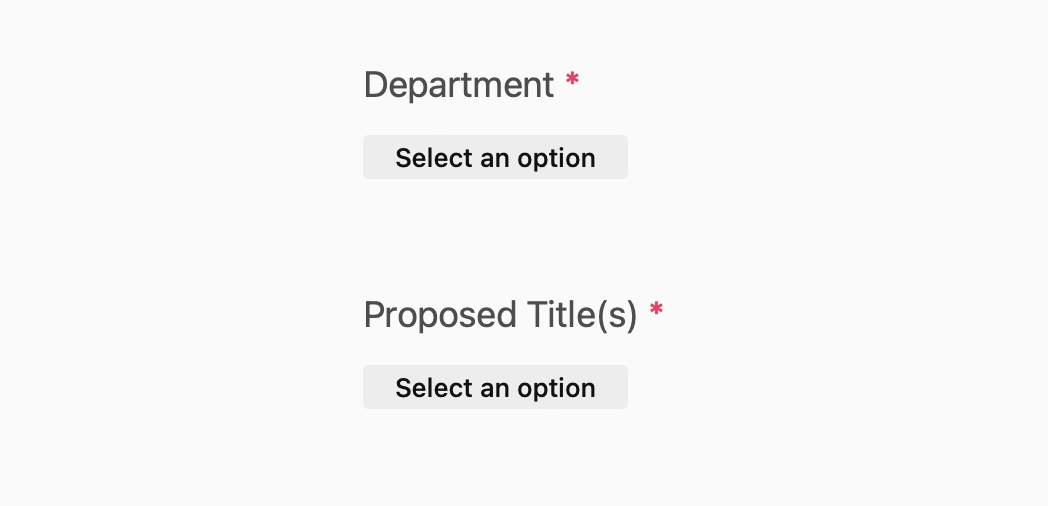 Department *
Select an option
Proposed Title(s) *
Select an option